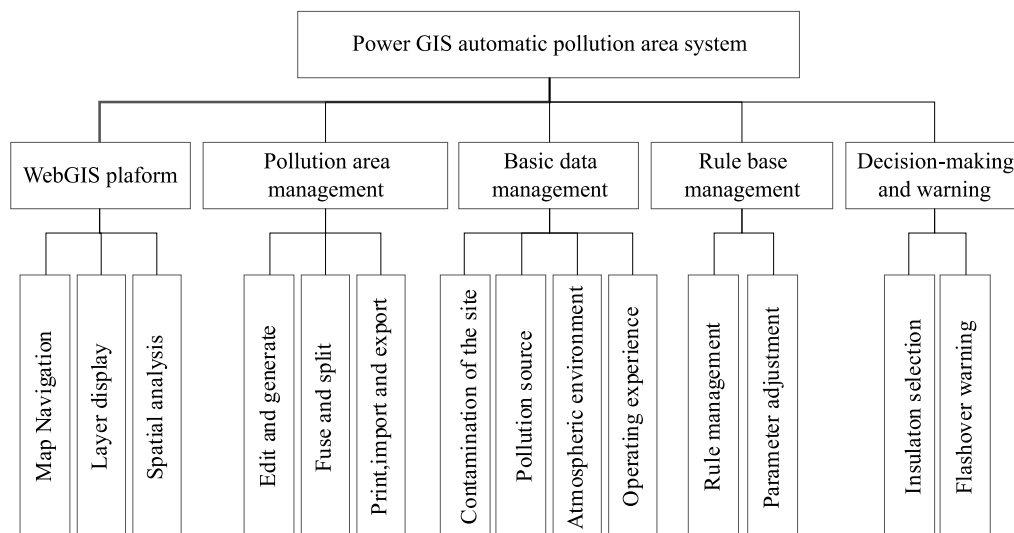 Power GIS automatic pollution area system
WebGIS plaform
Pollution area
management
Basic data
management
Rule base
management
Decision-making
and warning
Map Navigation
Layer display
Spatial analysis
Edit and generate
Fuse and split
Print,import and export
Contamination of the site
Pollution source
Atmospheric environment
Operating experience
Rule management
Parameter adjustment
Insulaton selection
Flashover warning